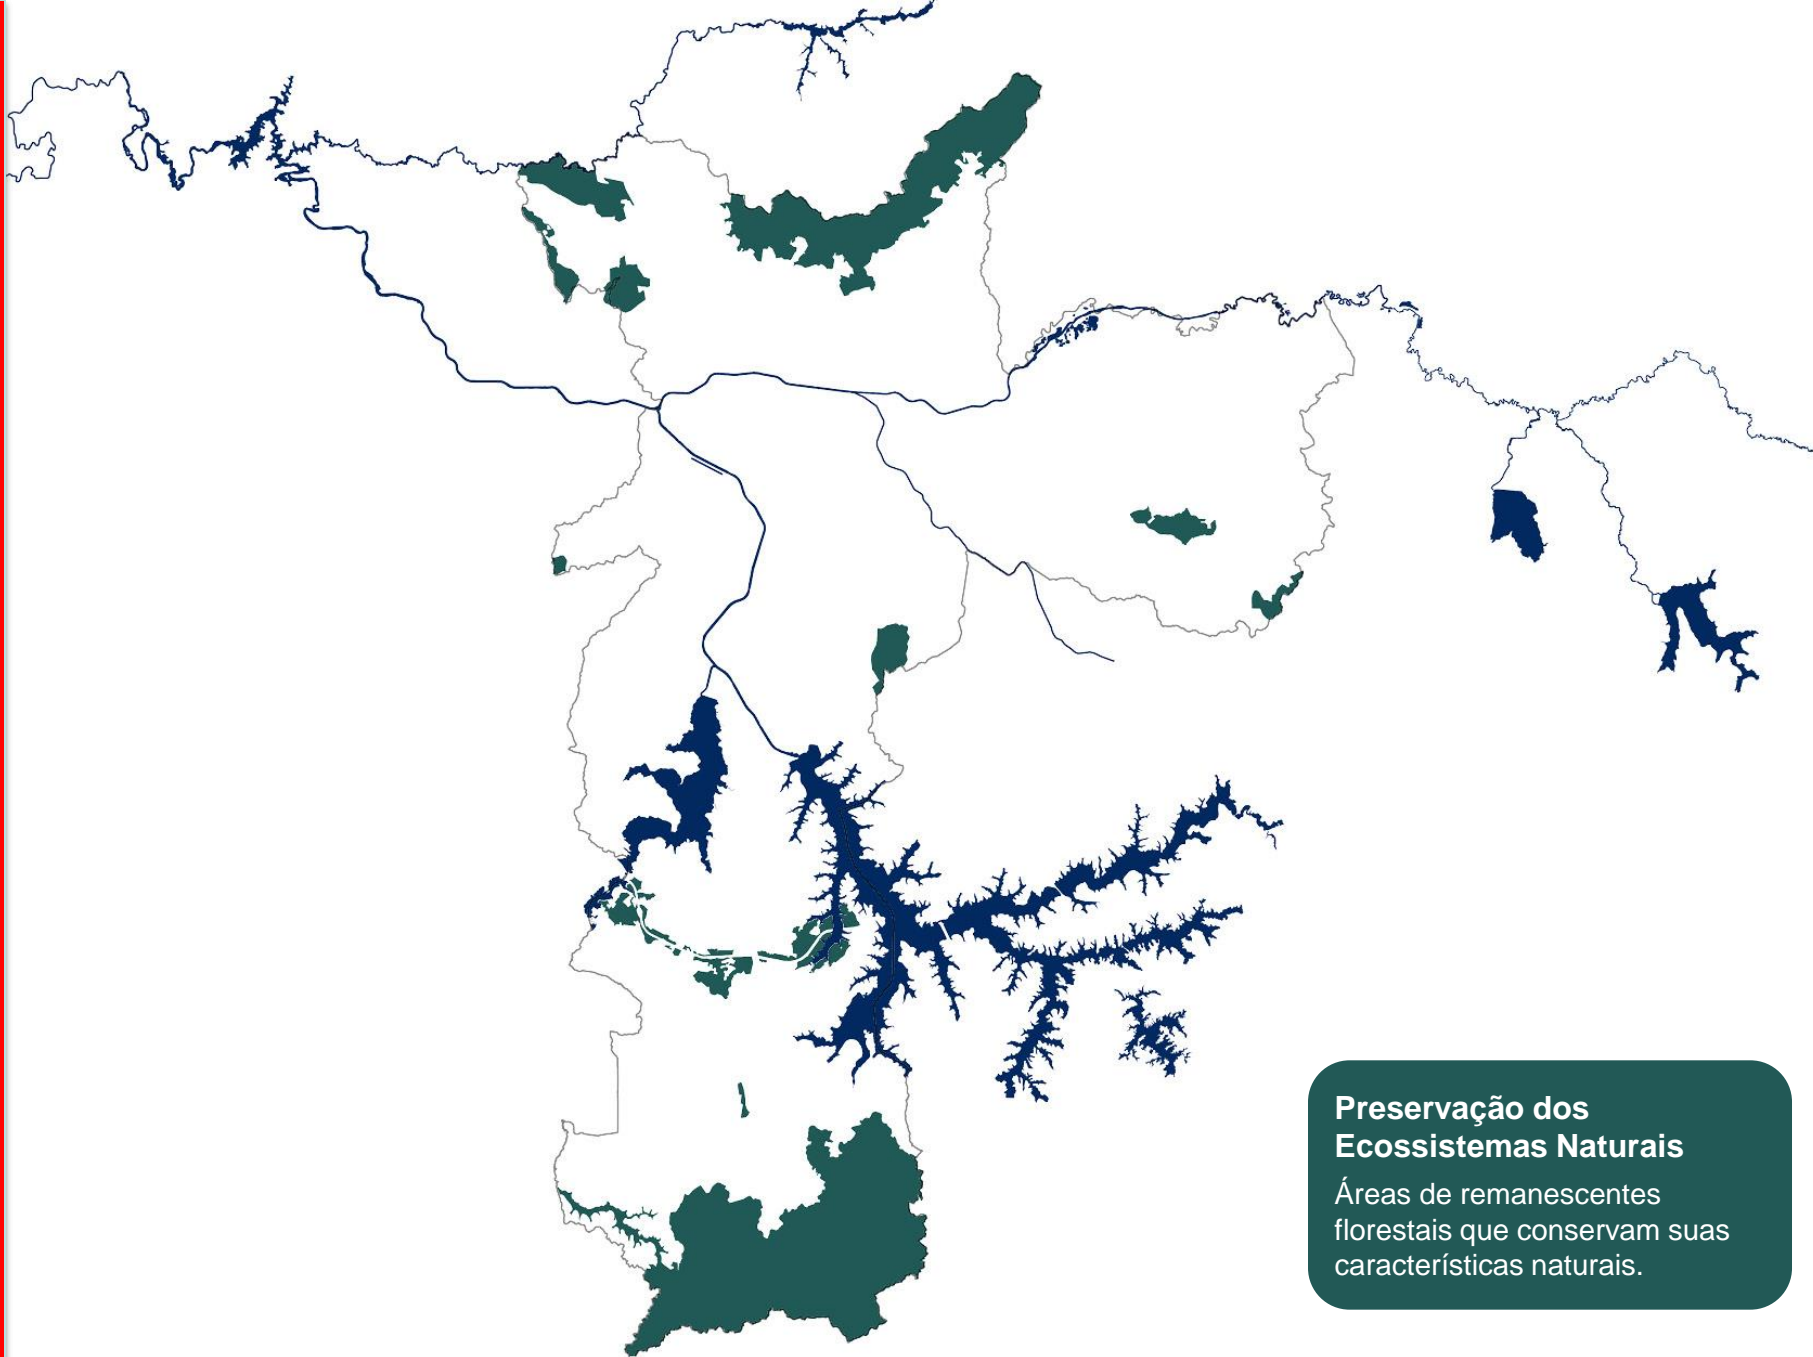 Preservação dos
Ecossistemas Naturais
Áreas de remanescentes
florestais que conservam suas
características naturais.